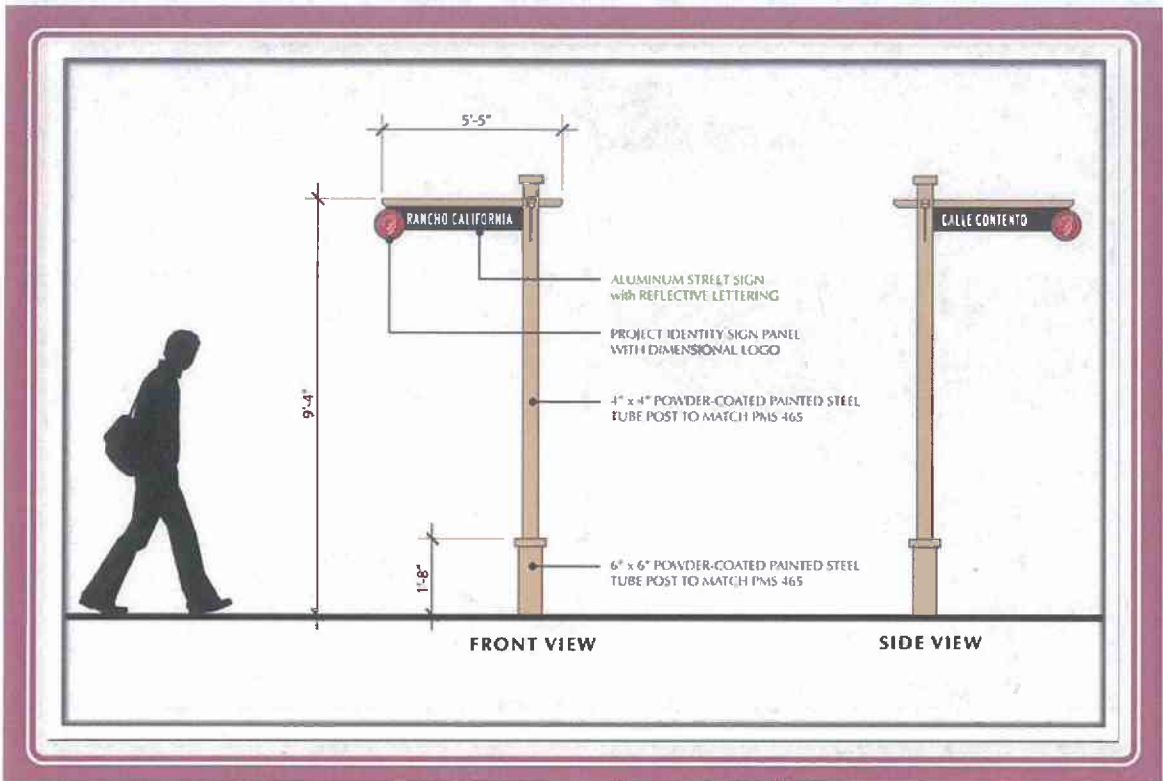 5'-5"
RANCHO CALIFORNIA
CALLE CONTENTO
ALUMINUM STREET SIGN
with REFLECTIVE LETTERING
PROJECT IDENTITY SIGN PANEL
WITH DIMENSIONAL LOGO
9'-4"
4" x 4" POWDER-COATED PAINTED STEEL
TUBE POST TO MATCH PMS 465
1'-8"
6" x 6" POWDER-COATED PAINTED STEEL
TUBE POST TO MATCH PMS 465
FRONT VIEW
SIDE VIEW